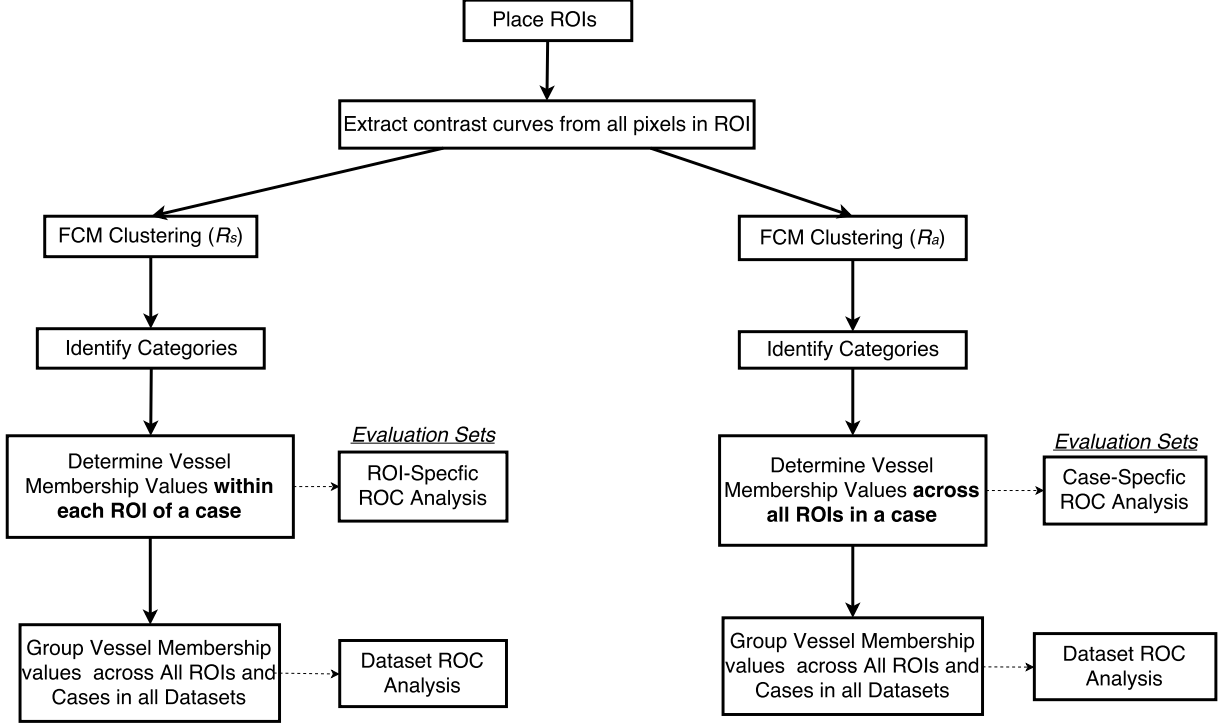 Place ROIs
Extract contrast curves from all pixels in ROI
FCM Clustering (Rs)
FCM Clustering (Ra)
Identify Categories
Identify Categories
Determine Vessel
Membership Values within
each ROI of a case
Evaluation Sets
ROI-Specfic
ROC Analysis
Determine Vessel
Membership Values across
all ROIs in a case
Evaluation Sets
Case-Specfic
ROC Analysis
Group Vessel Membership
values across All ROIs and
Cases in all Datasets
Dataset ROC
Analysis
Group Vessel Membership
values across All ROIs and
Cases in all Datasets
Dataset ROC
Analysis